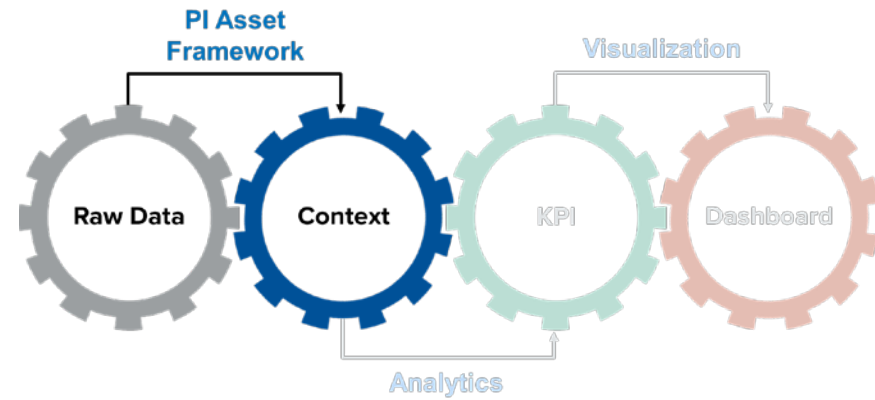 PI Asset
Framework
Visualization
Raw Data
Context
KPI
Dashboard
Analytics